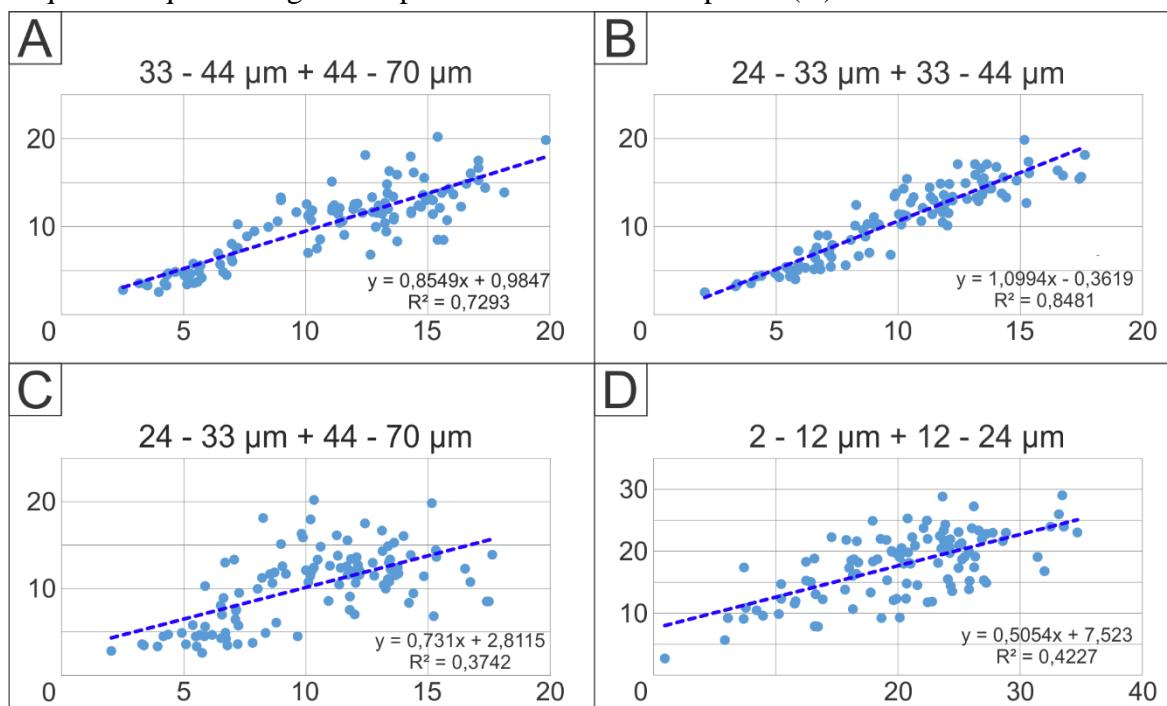 A
33 - 44 µm + 44 - 70 µm
20
10
y = 0,8549x + 0,9847
R² = 0,7293
0 5 10 15 20
B
24 - 33 µm + 33 - 44 µm
20
10
y = 1,0994x - 0,3619
R² = 0,8481
0 5 10 15 20
C
24 - 33 µm + 44 - 70 µm
20
10
y = 0,731x + 2,8115
R² = 0,3742
0 5 10 15 20
D
2 - 12 µm + 12 - 24 µm
30
20
10
y = 0,5054x + 7,523
R² = 0,4227
0 20 30 40